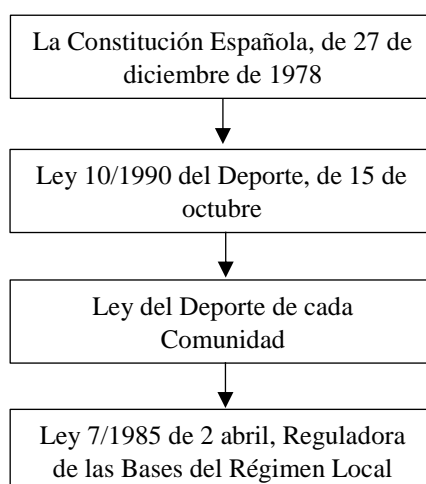 La Constitución Española, de 27 de
diciembre de 1978
Ley 10/1990 del Deporte, de 15 de
octubre
Ley del Deporte de cada
Comunidad
Ley 7/1985 de 2 abril, Reguladora
de las Bases del Régimen Local